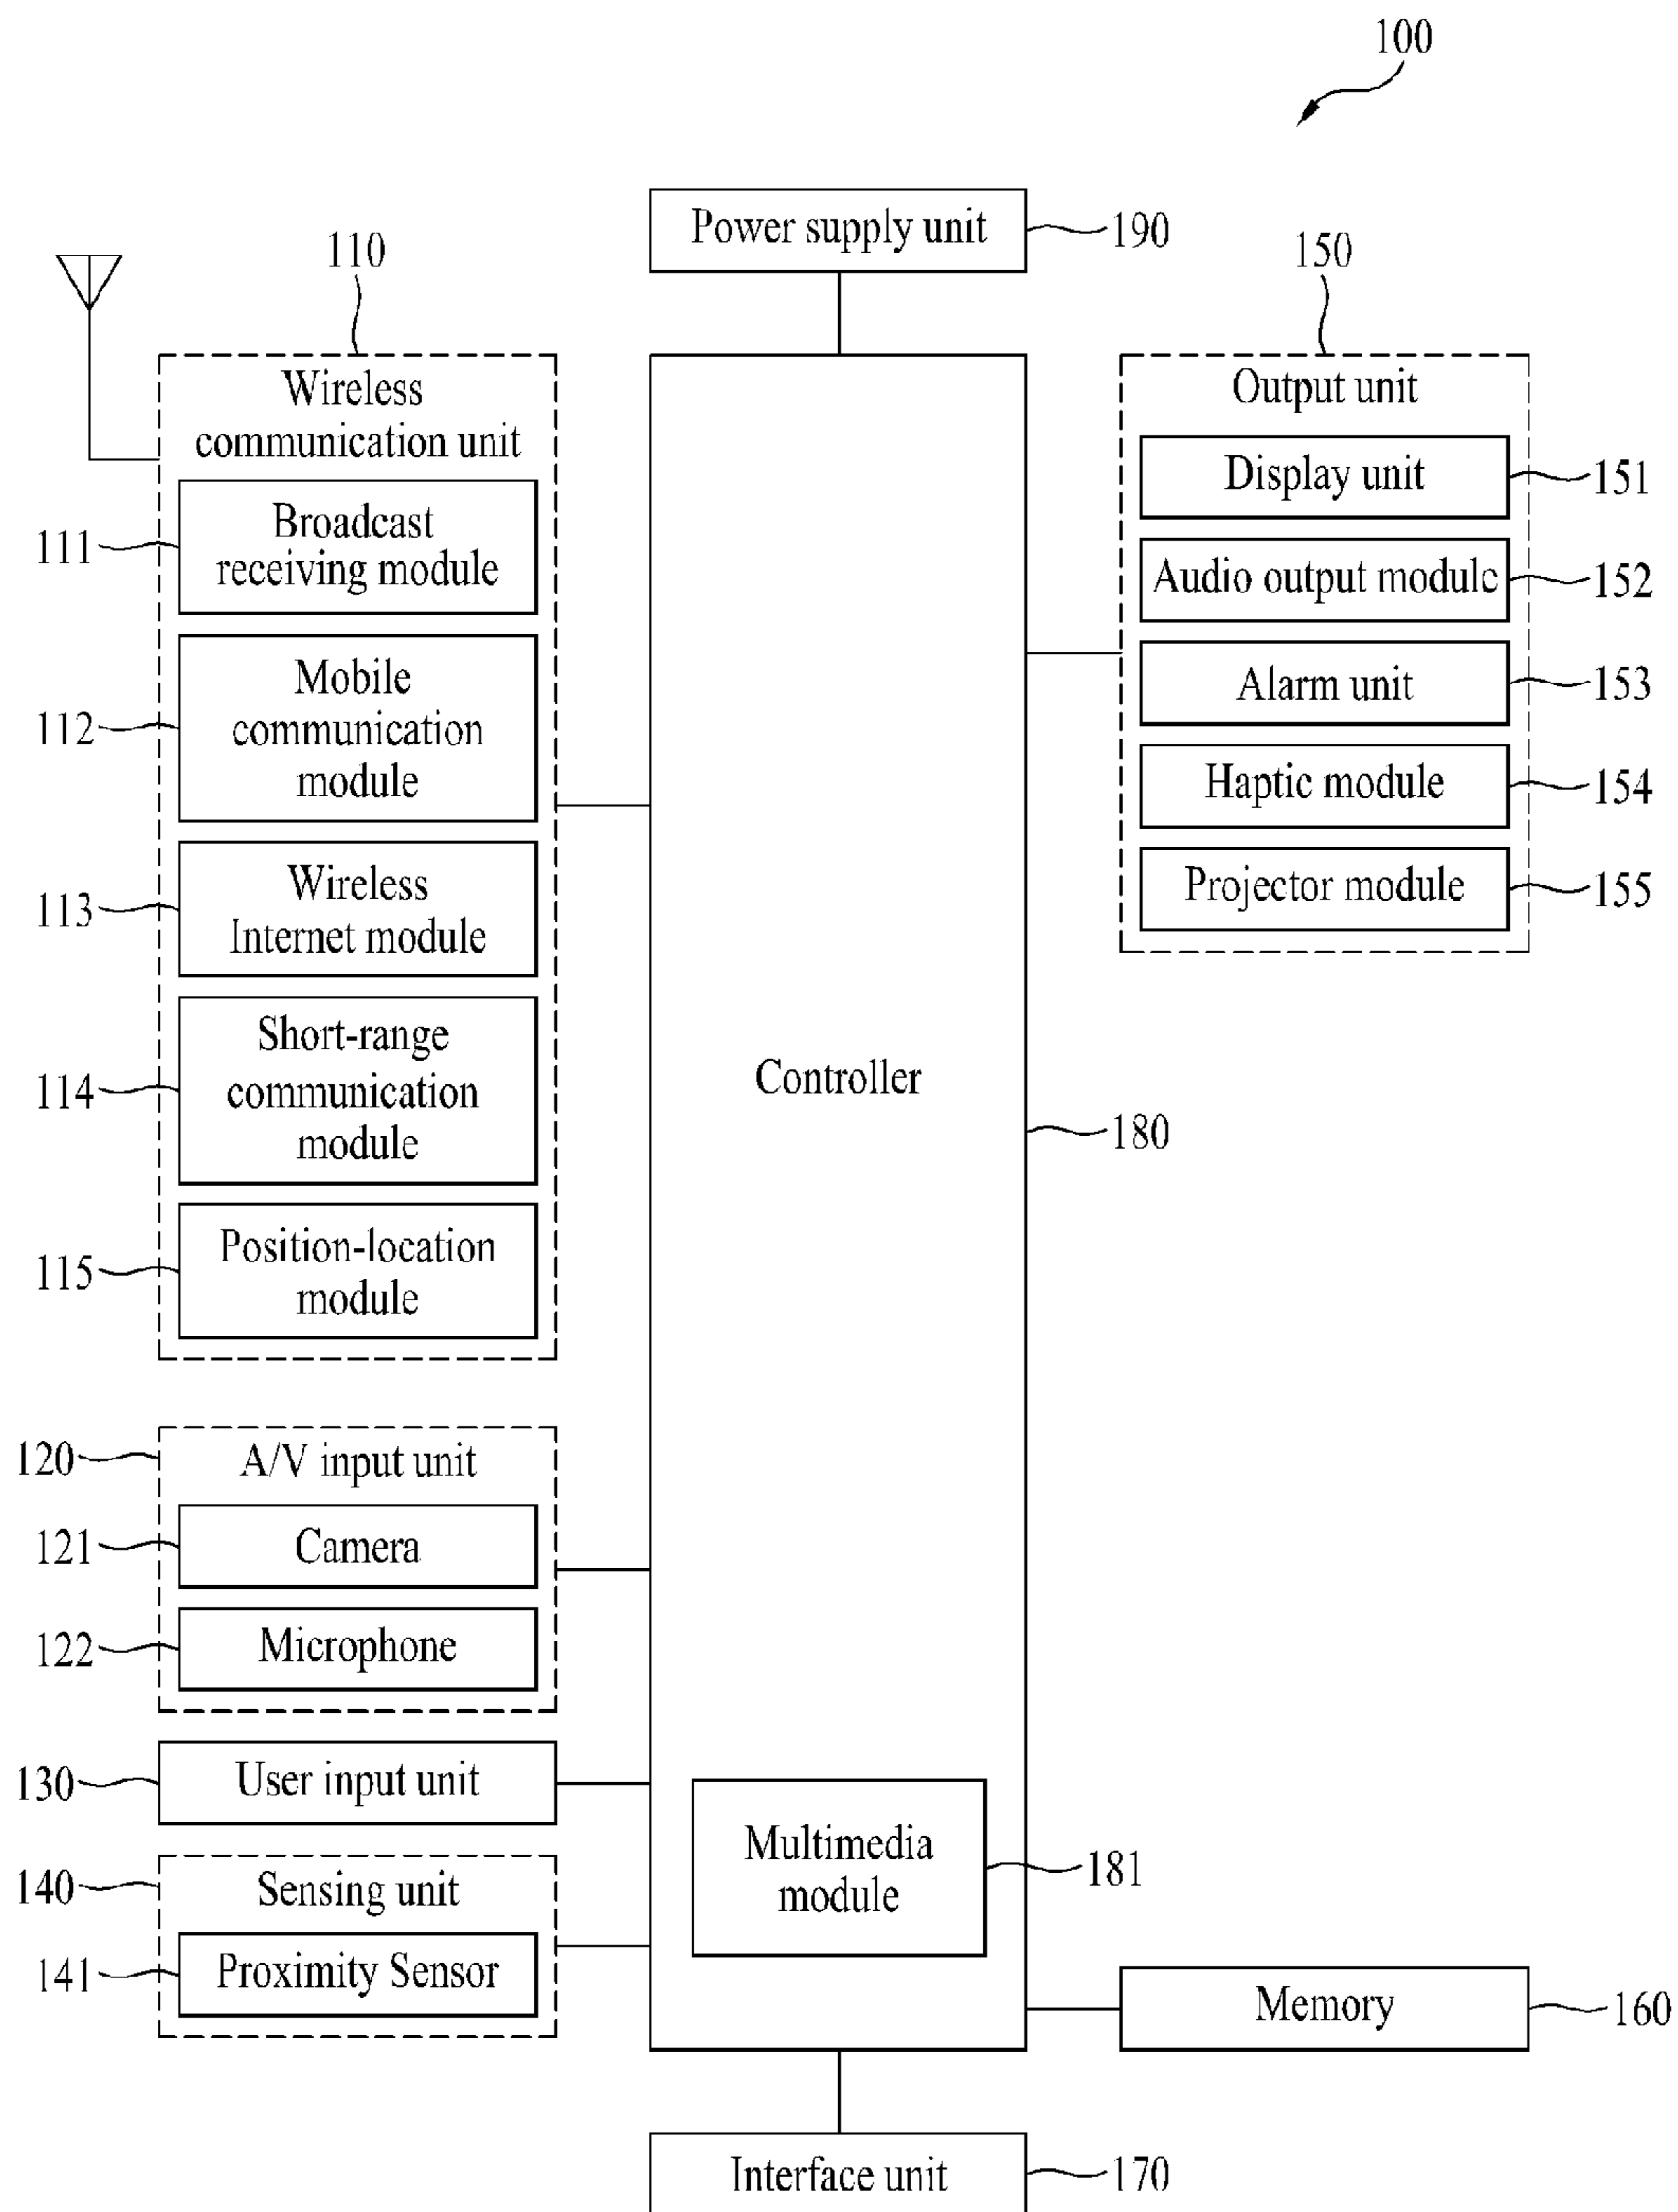 100
Power supply unit
190
110
150
Wireless
communication unit
Broadcast
receiving module
111
Mobile
communication
module
112
Wireless
Internet module
113
Short-range
communication
module
114
Position-location
module
115
Output unit
Display unit
151
Audio output module
152
Alarm unit
153
Haptic module
154
Projector module
155
Controller
180
120
A/V input unit
121
Camera
122
Microphone
130
User input unit
140
Sensing unit
141
Proximity Sensor
Multimedia
module
181
Memory
160
Interface unit
170